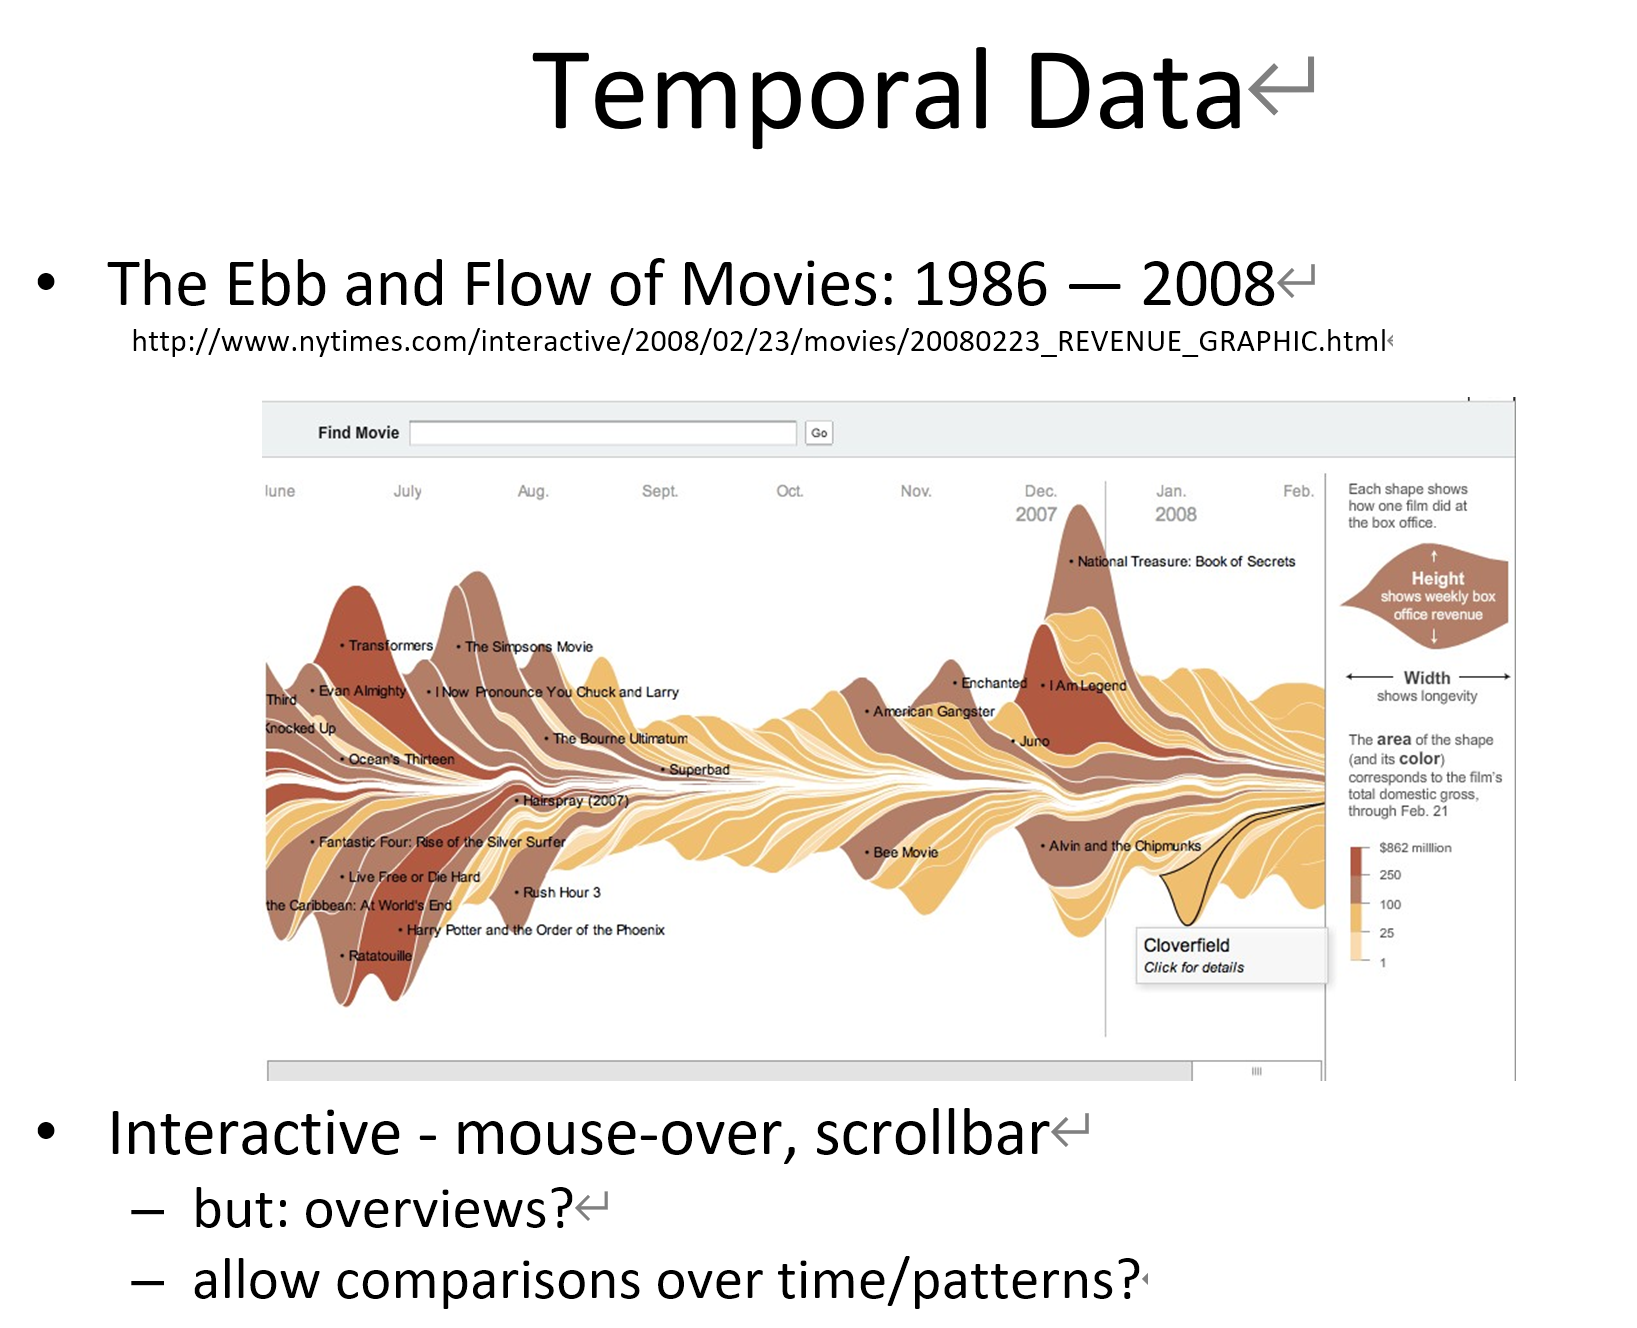 Temporal Data
• The Ebb and Flow of Movies: 1986 — 2008
http://www.nytimes.com/interactive/2008/02/23/movies/20080223_REVENUE_GRAPHIC.html
Find Movie
Go
June
July
Aug.
Sept.
Oct.
Nov.
Dec.
2007
Jan.
2008
Feb.
• National Treasure: Book of Secrets
• Transformers
• The Simpsons Movie
Third
• Evan Almighty
• I Now Pronounce You Chuck and Larry
• Enchanted
• I Am Legend
Knocked Up
• American Gangster
• Ocean's Thirteen
• The Bourne Ultimatum
• Juno
• Superbad
• Hairspray (2007)
• Fantastic Four: Rise of the Silver Surfer
• Bee Movie
• Alvin and the Chipmunks
• Live Free or Die Hard
• Rush Hour 3
the Caribbean: At World's End
• Harry Potter and the Order of the Phoenix
• Ratatouille
Cloverfield
Click for details
Each shape shows
how one film did at
the box office.
Height
shows weekly box
office revenue
Width
shows longevity
The area of the shape
(and its color)
corresponds to the film's
total domestic gross,
through Feb. 21
$862 milllion
250
100
25
1
• Interactive - mouse-over, scrollbar
– but: overviews?
– allow comparisons over time/patterns?